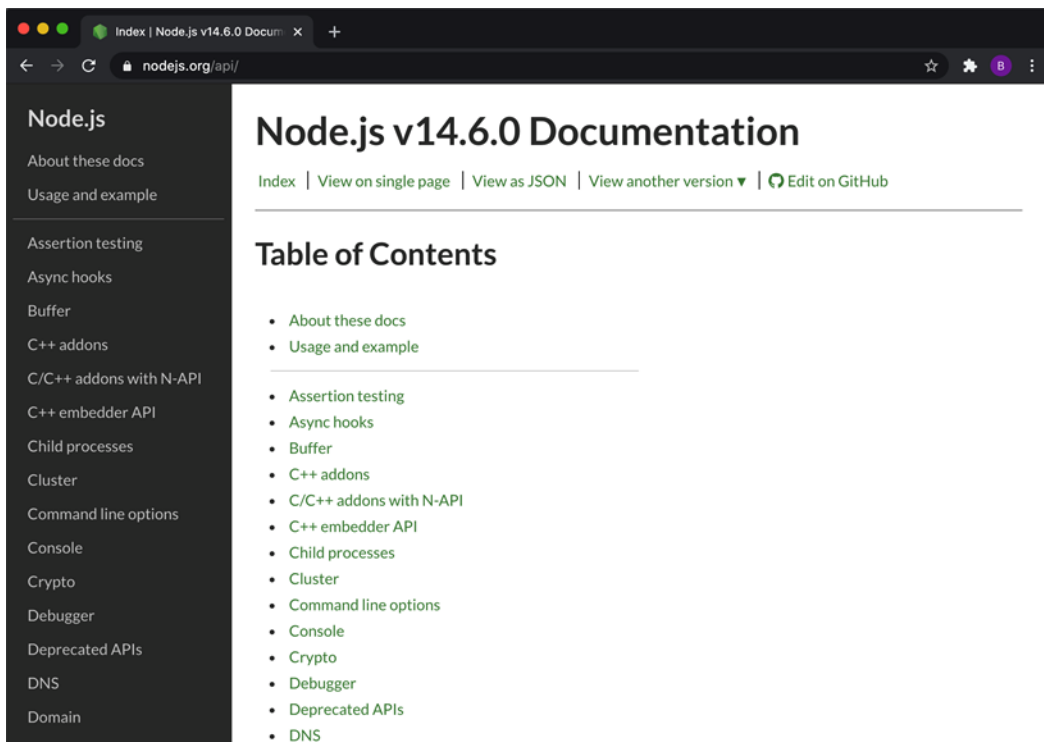 Index | Node.js v14.6.0 Docum
nodejs.org/api/
B
Node.js
About these docs
Usage and example
Assertion testing
Async hooks
Buffer
C++ addons
C/C++ addons with N-API
C++ embedder API
Child processes
Cluster
Command line options
Console
Crypto
Debugger
Deprecated APIs
DNS
Domain
Node.js v14.6.0 Documentation
Index | View on single page | View as JSON | View another version ▼ | Edit on GitHub
Table of Contents
• About these docs
• Usage and example
• Assertion testing
• Async hooks
• Buffer
• C++ addons
• C/C++ addons with N-API
• C++ embedder API
• Child processes
• Cluster
• Command line options
• Console
• Crypto
• Debugger
• Deprecated APIs
• DNS